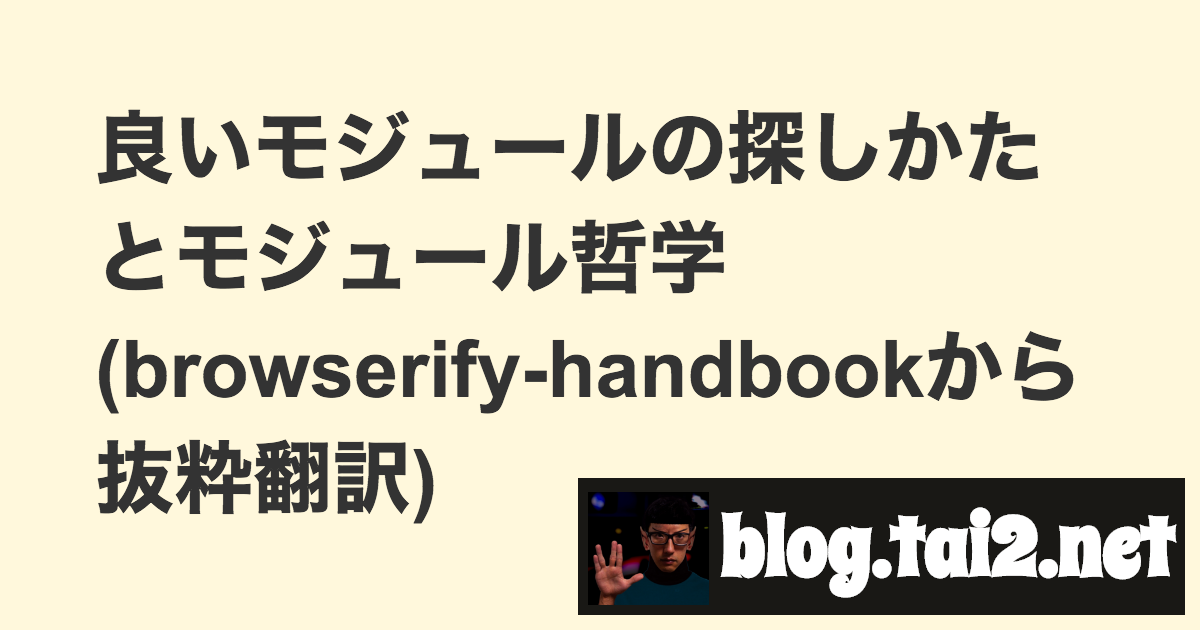 良いモジュールの探しかた
とモジュール哲学
(browserify-handbookから
抜粋翻訳)
blog.tai2.net